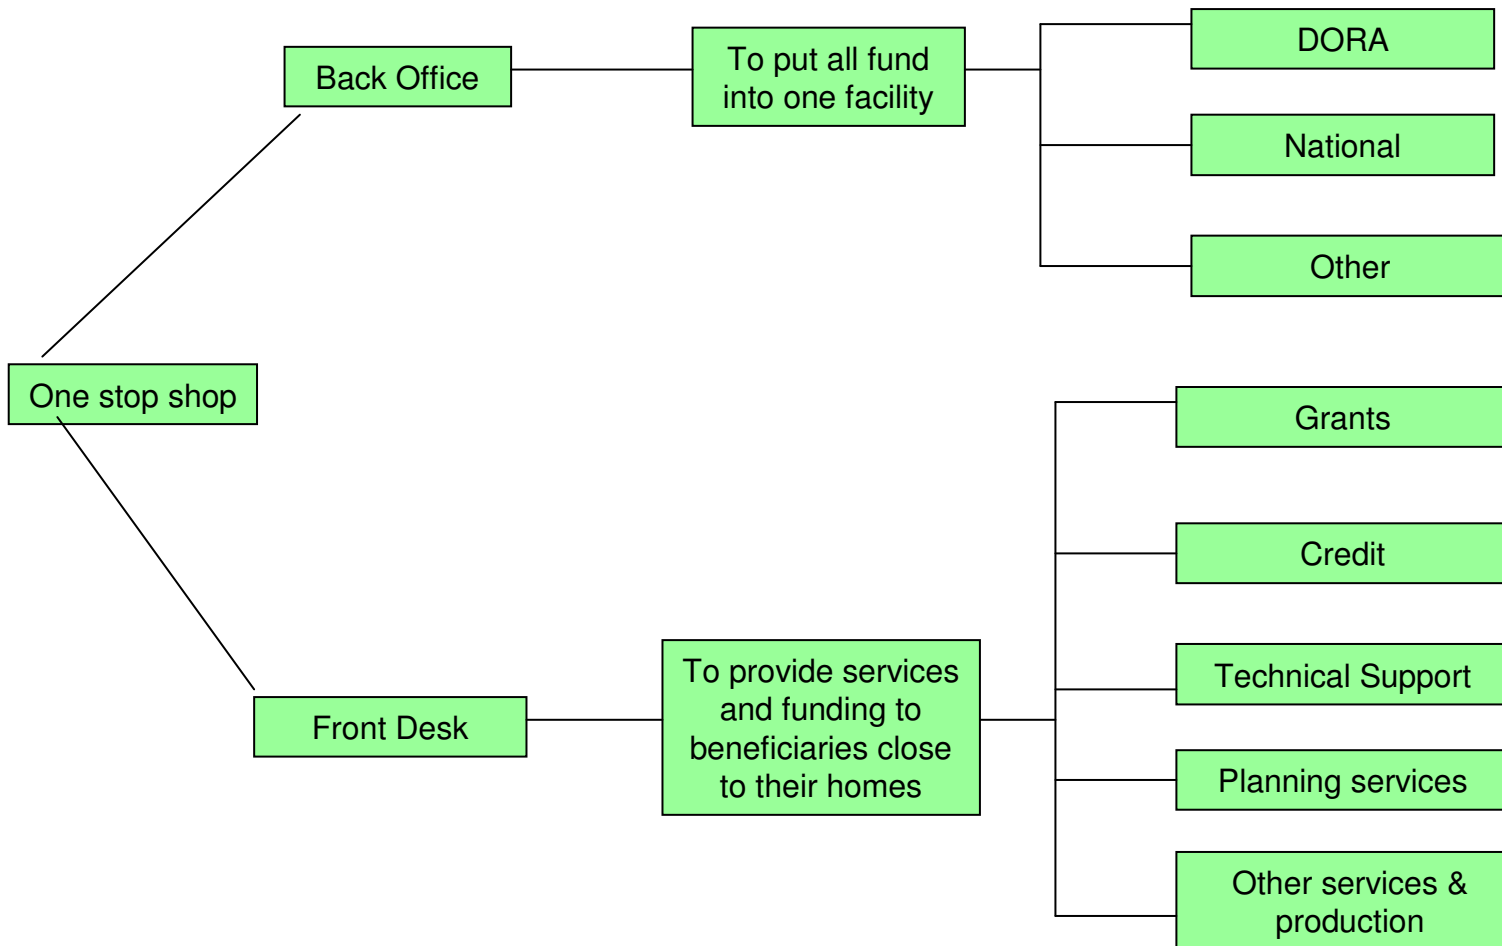 DORA
Back Office
To put all fund
into one facility
National
Other
One stop shop
Grants
Credit
Technical Support
Front Desk
To provide services
and funding to
beneficiaries close
to their homes
Planning services
Other services &
production